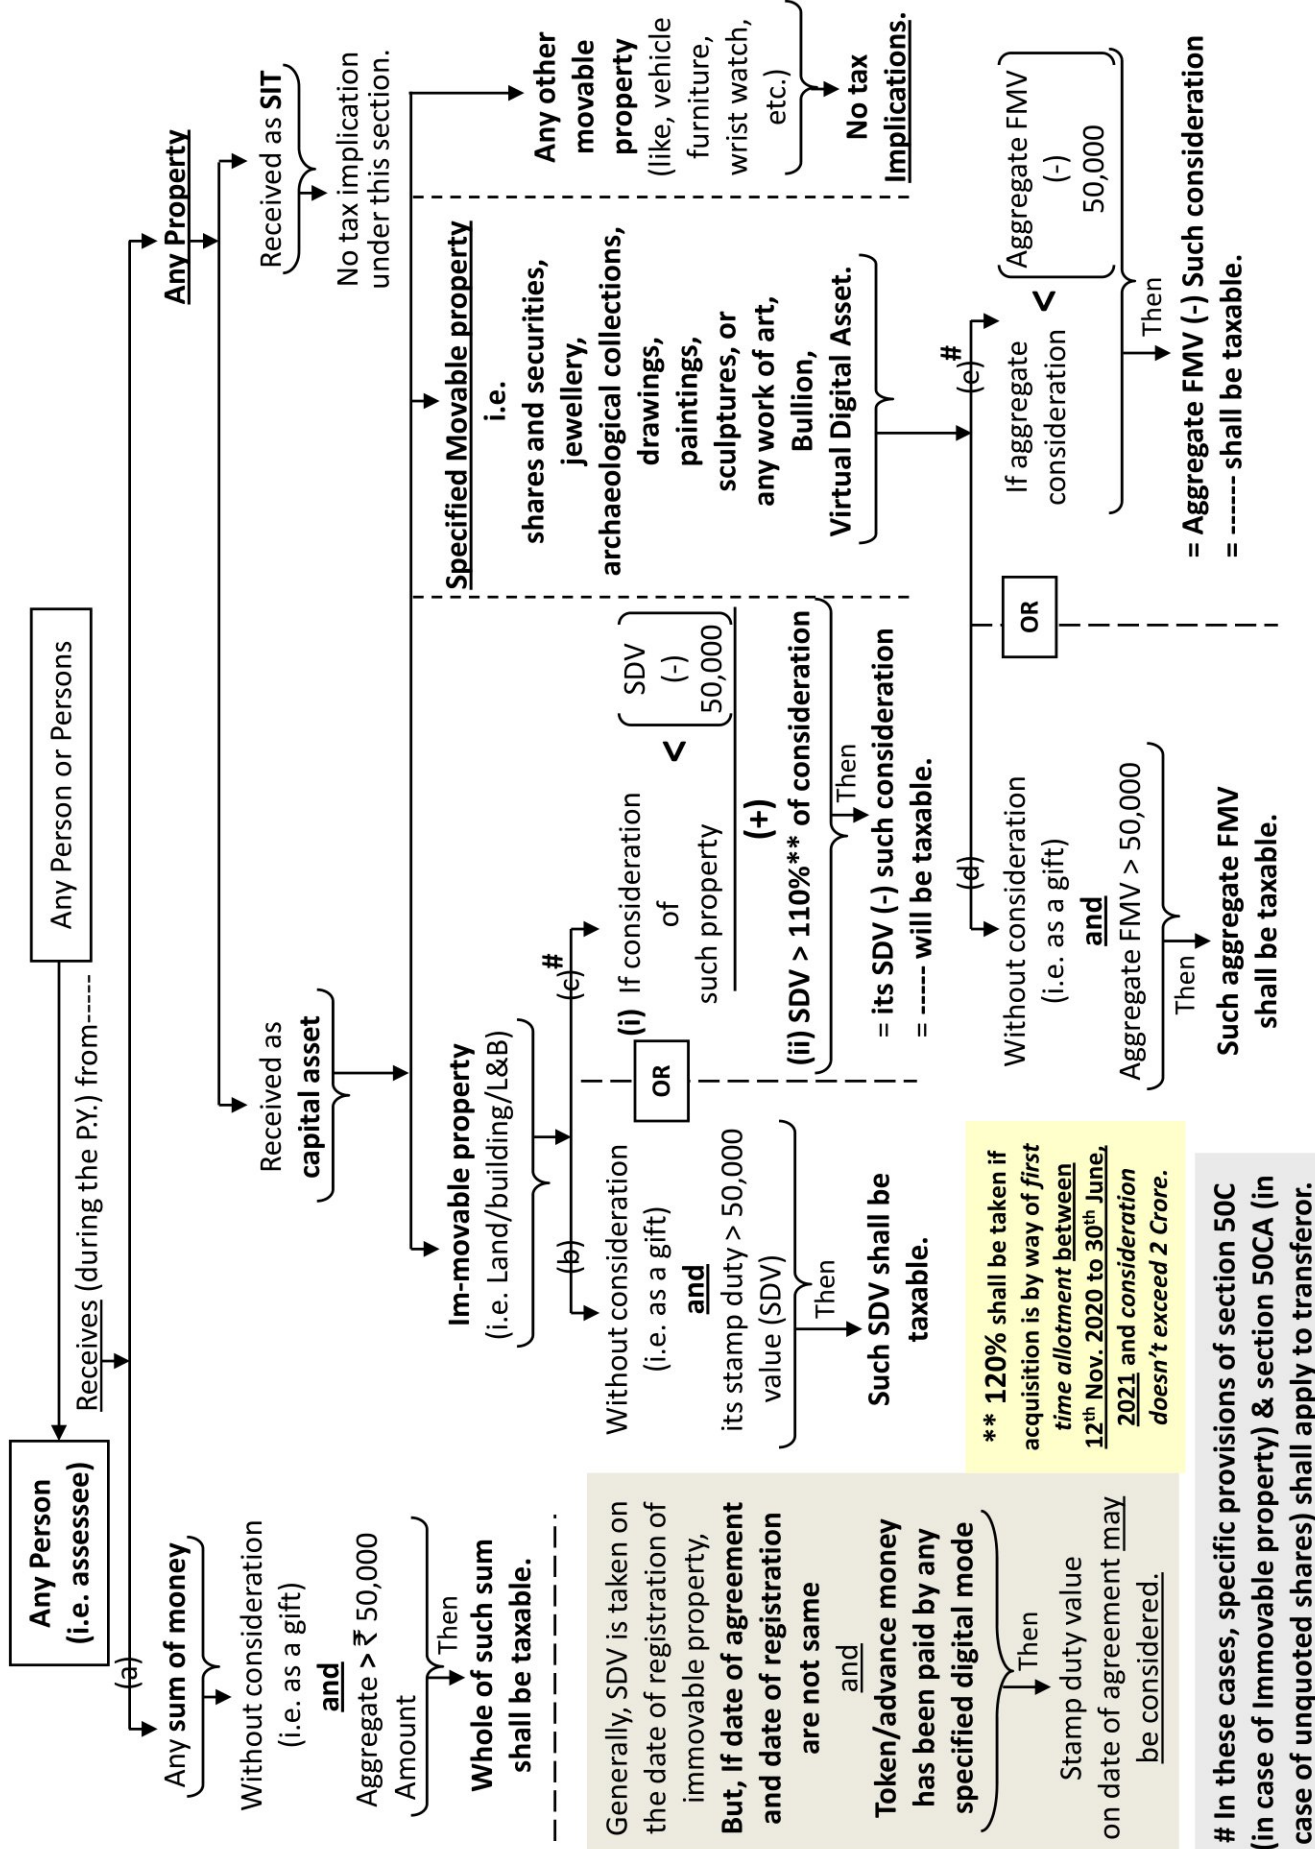 Any Person or Persons
Any Person
(i.e. assessee)
Receives (during the P.Y.) from-----
(a)
Any sum of money
Without consideration
(i.e. as a gift)
and
Aggregate > ₹ 50,000
Amount
Then
Whole of such sum
shall be taxable.
Any Property
Received as
capital asset
Received as SIT
No tax implication
under this section.
Im-movable property
(i.e. Land/building/L&B)
(b)
Without consideration
(i.e. as a gift)
and
its stamp duty > 50,000
value (SDV)
Then
Such SDV shall be
taxable.
OR
(c)#
(i) If consideration
of
such property
<
SDV
(-)
50,000
(+)
(ii) SDV > 110%** of consideration
Then
= its SDV (-) such consideration
= ----- will be taxable.
Specified Movable property
i.e.
shares and securities,
jewellery,
archaeological collections,
drawings,
paintings,
sculptures, or
any work of art,
Bullion,
Virtual Digital Asset.
(d)
Without consideration
(i.e. as a gift)
and
Aggregate FMV > 50,000
Then
Such aggregate FMV
shall be taxable.
OR
(e)#
If aggregate
consideration
<
Aggregate FMV
(-)
50,000
Then
= Aggregate FMV (-) Such consideration
= ------- shall be taxable.
Any other
movable
property
(like, vehicle
furniture,
wrist watch,
etc.)
No tax
Implications.
Generally, SDV is taken on
the date of registration of
immovable property,
But, If date of agreement
and date of registration
are not same
and
Token/advance money
has been paid by any
specified digital mode
Then
Stamp duty value
on date of agreement may
be considered.
** 120% shall be taken if
acquisition is by way of first
time allotment between
12th Nov. 2020 to 30th June,
2021 and consideration
doesn't exceed 2 Crore.
# In these cases, specific provisions of section 50C
(in case of Immovable property) & section 50CA (in
case of unquoted shares) shall apply to transferor.